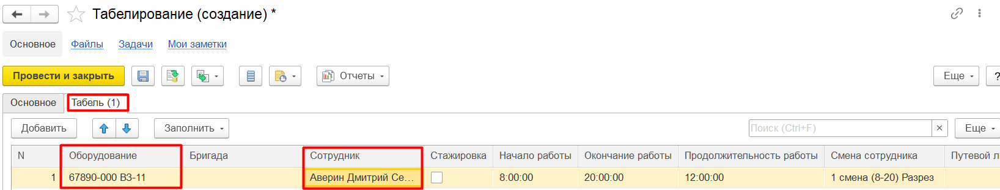 Табелирование (создание) *
Основное Файлы Задачи Мои заметки
Провести и закрыть Отчеты Еще ?
Основное Табель (1)
Добавить Заполнить Поиск (Ctrl+F) × Еще
N Оборудование Бригада Сотрудник Стажировка Начало работы Окончание работы Продолжительность работы Смена сотрудника Путевой л
1 67890-000 ВЗ-11 Аверин Дмитрий Се... 8:00:00 20:00:00 12:00:00 1 смена (8-20) Разрез